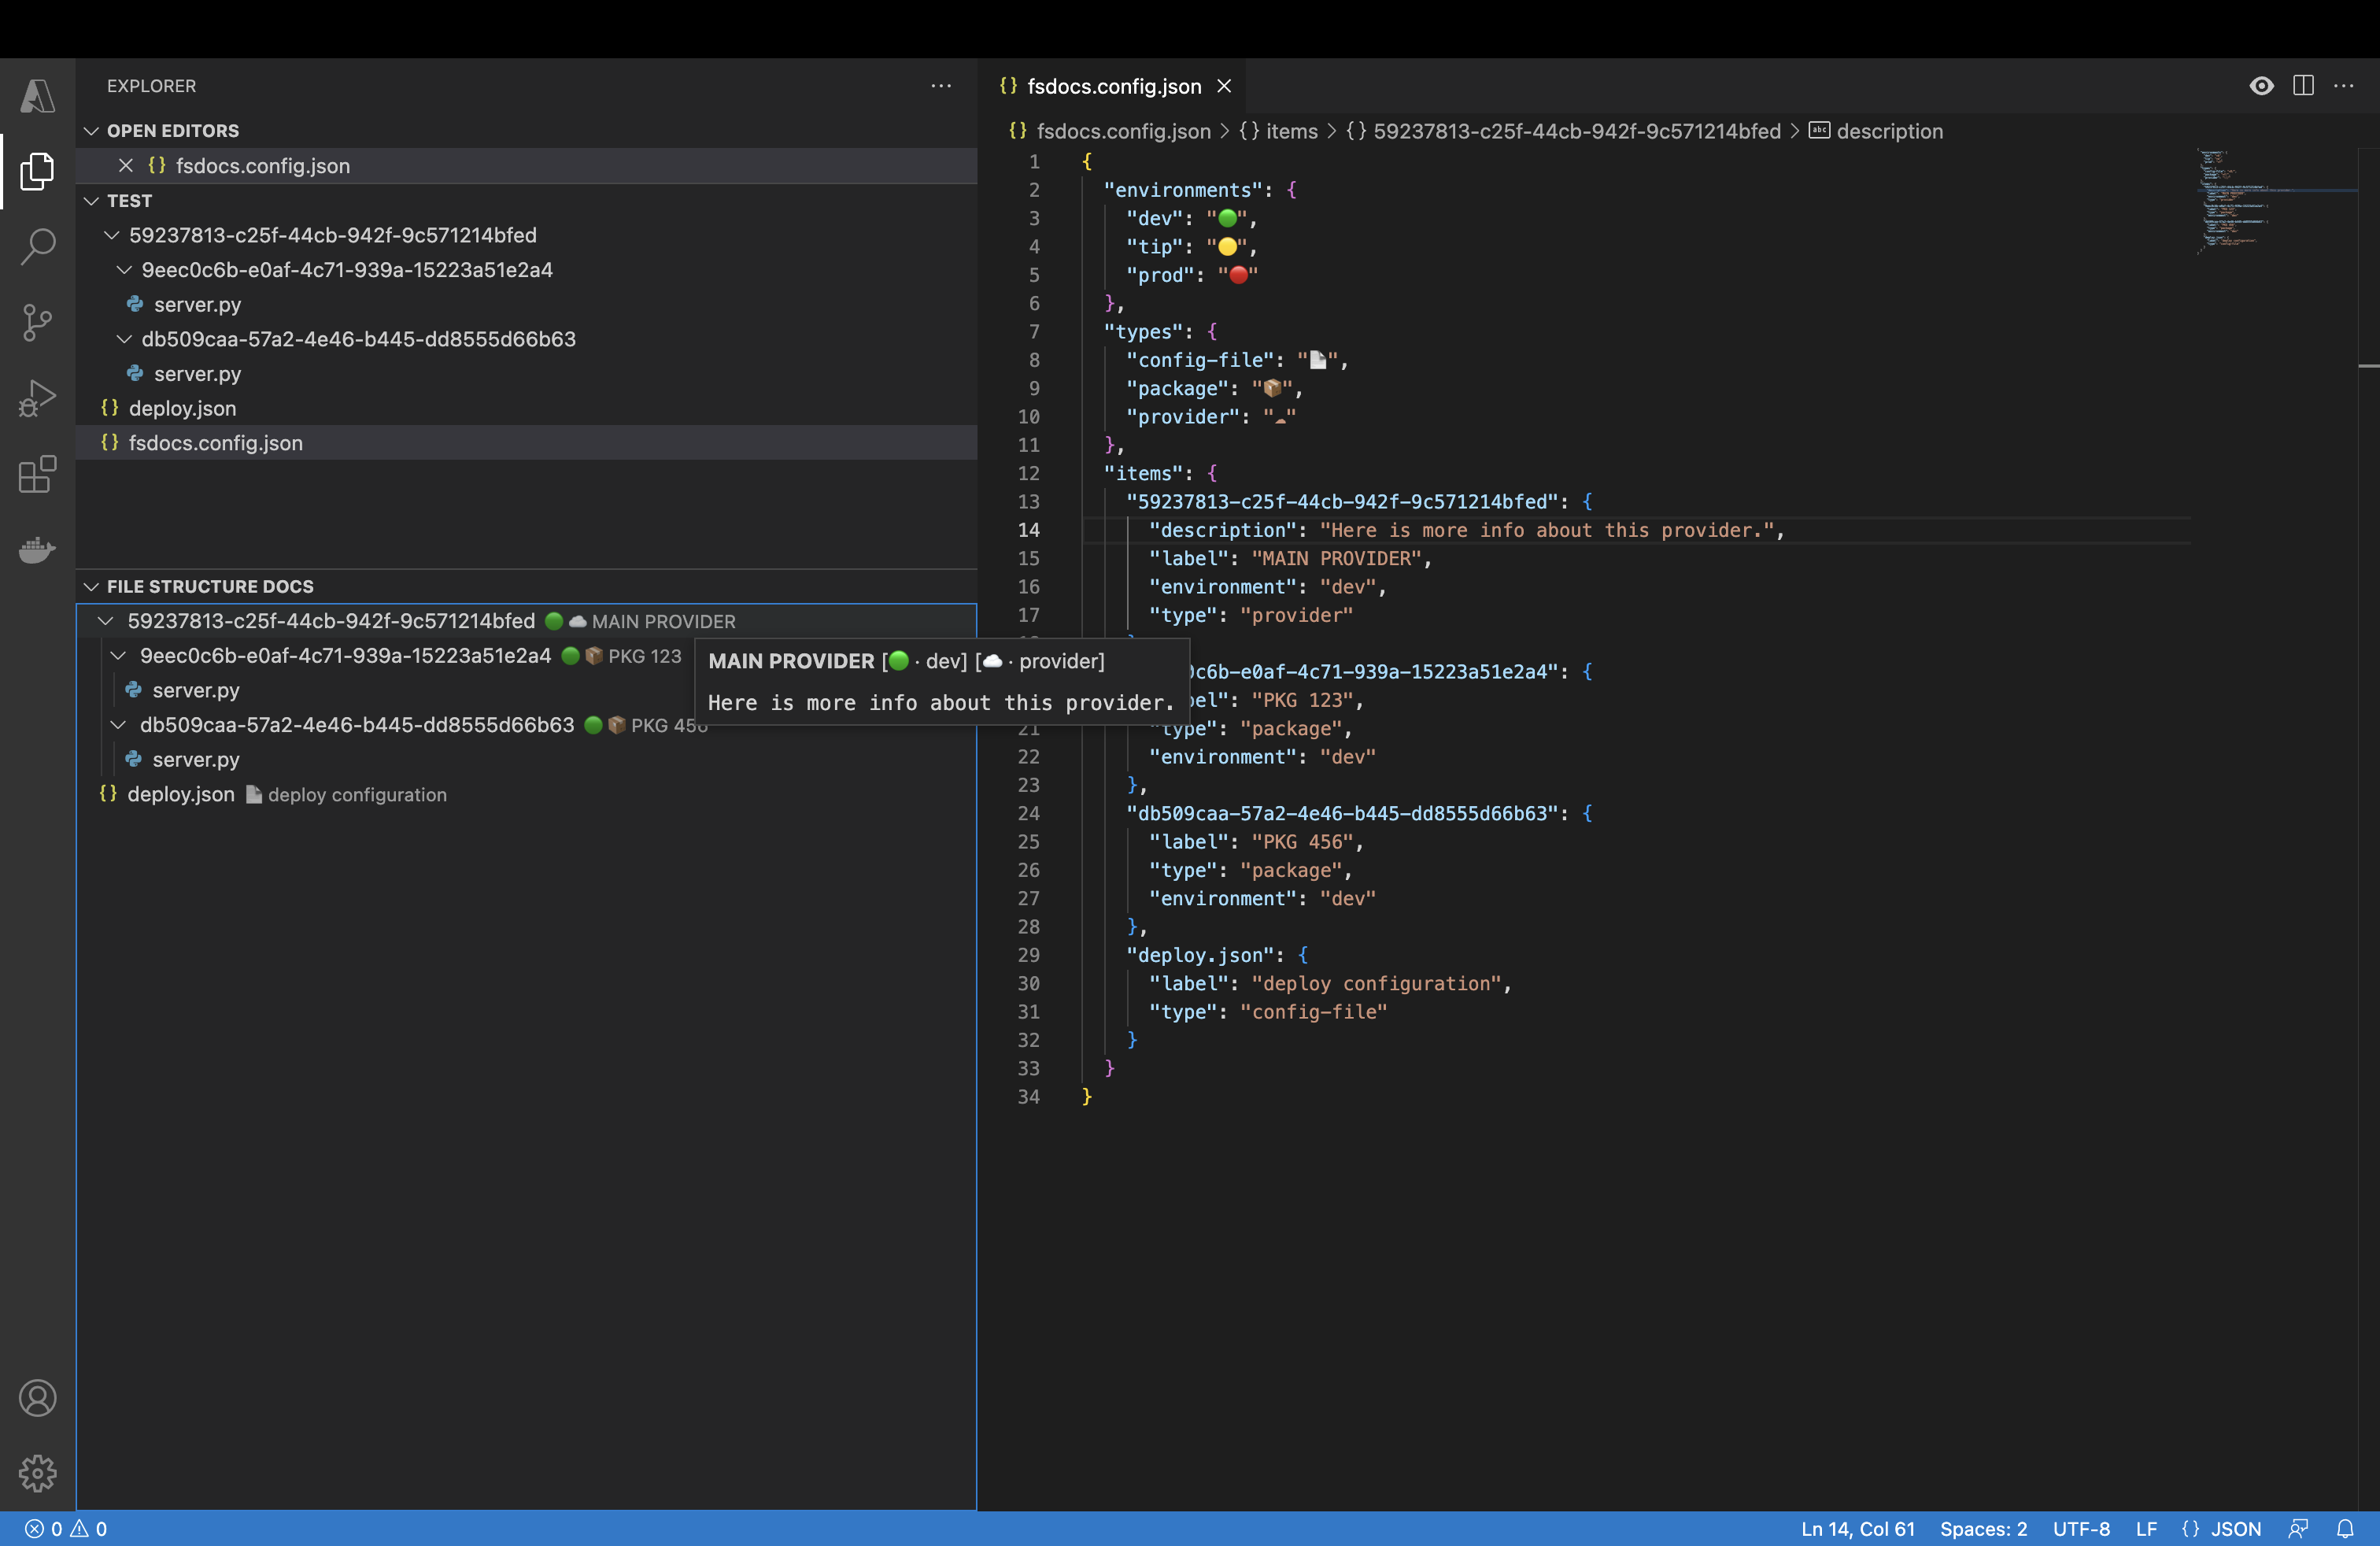 EXPLORER
OPEN EDITORS
{} fsdocs.config.json
TEST
59237813-c25f-44cb-942f-9c571214bfed
9eec0c6b-e0af-4c71-939a-15223a51e2a4
server.py
db509caa-57a2-4e46-b445-dd8555d66b63
server.py
{} deploy.json
{} fsdocs.config.json
FILE STRUCTURE DOCS
59237813-c25f-44cb-942f-9c571214bfed 🟢 ☁️ MAIN PROVIDER
9eec0c6b-e0af-4c71-939a-15223a51e2a4 🟢 📦 PKG 123
server.py
db509caa-57a2-4e46-b445-dd8555d66b63 🟢 📦 PKG 456
server.py
{} deploy.json 📄 deploy configuration
MAIN PROVIDER [🟢 · dev] [☁️ · provider]
Here is more info about this provider.
{} fsdocs.config.json
{} fsdocs.config.json > {} items > {} 59237813-c25f-44cb-942f-9c571214bfed > abc description
1 {
2 "environments": {
3 "dev": "🟢",
4 "tip": "🟡",
5 "prod": "🔴"
6 },
7 "types": {
8 "config-file": "📄",
9 "package": "📦",
10 "provider": "☁"
11 },
12 "items": {
13 "59237813-c25f-44cb-942f-9c571214bfed": {
14 "description": "Here is more info about this provider.",
15 "label": "MAIN PROVIDER",
16 "environment": "dev",
17 "type": "provider"
c6b-e0af-4c71-939a-15223a51e2a4": {
el": "PKG 123",
21 "type": "package",
22 "environment": "dev"
23 },
24 "db509caa-57a2-4e46-b445-dd8555d66b63": {
25 "label": "PKG 456",
26 "type": "package",
27 "environment": "dev"
28 },
29 "deploy.json": {
30 "label": "deploy configuration",
31 "type": "config-file"
32 }
33 }
34 }
0 0
Ln 14, Col 61 Spaces: 2 UTF-8 LF {} JSON